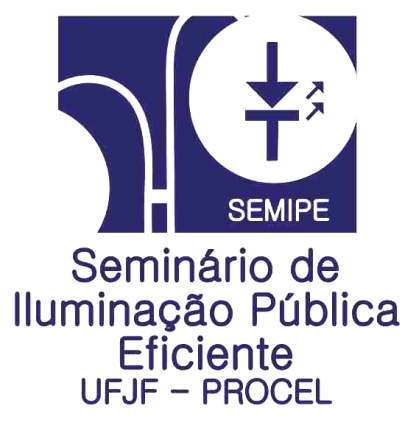 SEMIPE
Seminário de
Iluminação Pública
Eficiente
UFJF – PROCEL